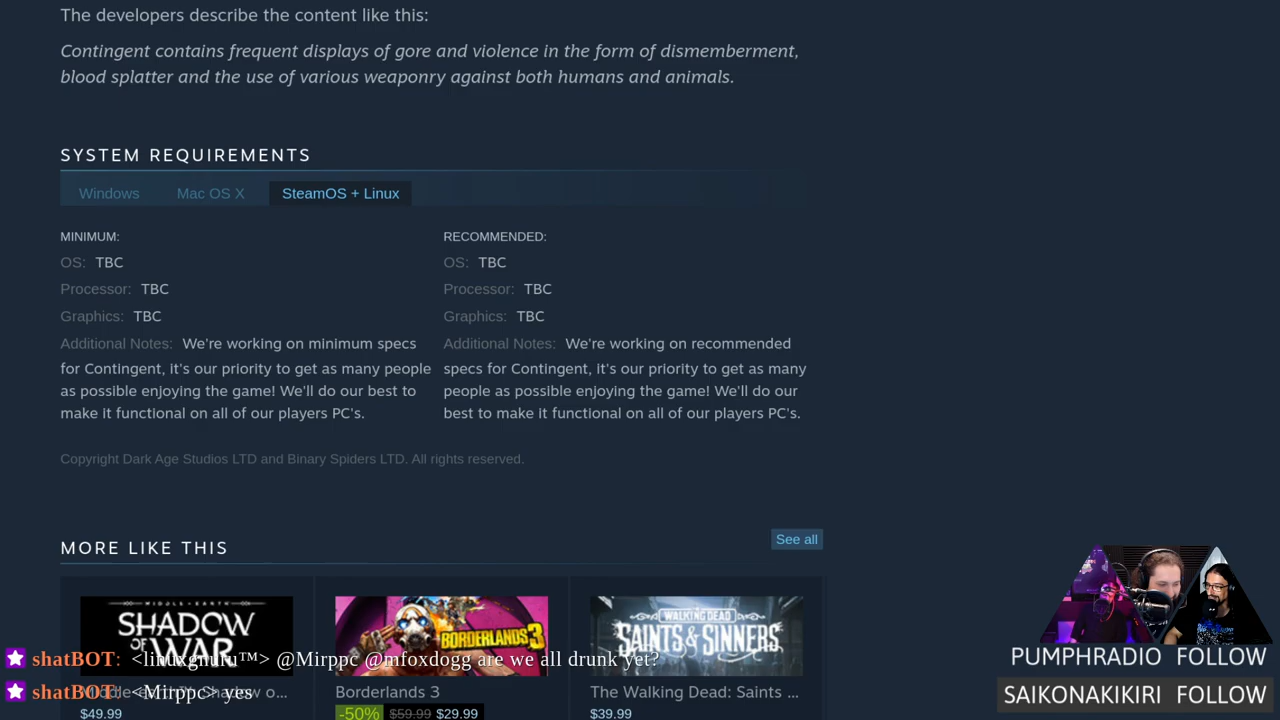 The developers describe the content like this:
Contingent contains frequent displays of gore and violence in the form of dismemberment,
blood splatter and the use of various weaponry against both humans and animals.
SYSTEM REQUIREMENTS
Windows
Mac OS X
SteamOS + Linux
MINIMUM:
OS: TBC
Processor: TBC
Graphics: TBC
Additional Notes: We're working on minimum specs
for Contingent, it's our priority to get as many people
as possible enjoying the game! We'll do our best to
make it functional on all of our players PC's.
RECOMMENDED:
OS: TBC
Processor: TBC
Graphics: TBC
Additional Notes: We're working on recommended
specs for Contingent, it's our priority to get as many
people as possible enjoying the game! We'll do our
best to make it functional on all of our players PC's.
Copyright Dark Age Studios LTD and Binary Spiders LTD. All rights reserved.
MORE LIKE THIS
See all
MIDDLE-EARTH
SHADOW
OF WAR
BORDERLANDS 3
THE WALKING DEAD
SAINTS & SINNERS
shatBOT: <linuxgnuru™> @Mirppc @mfoxdogg are we all drunk yet?
shatBOT: <Mirppc> yes
Borderlands 3
The Walking Dead: Saints ...
$49.99
-50% $59.99 $29.99
$39.99
PUMPHRADIO FOLLOW
SAIKONAKIKIRI FOLLOW